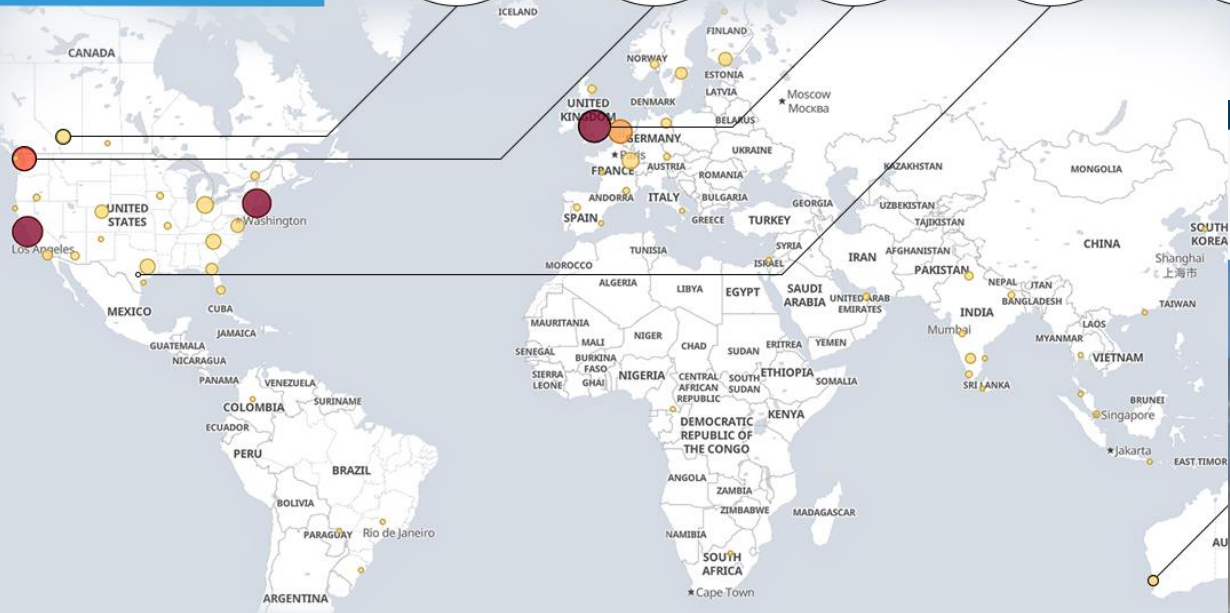 ICELAND
CANADA
FINLAND
NORWAY
ESTONIA
LATVIA
DENMARK
UNITED
KINGDOM
Moscow
Москва
BELARUS
GERMANY
UKRAINE
Paris
FRANCE
AUSTRIA
ROMANIA
KAZAKHSTAN
MONGOLIA
ANDORRA
ITALY
BULGARIA
GEORGIA
UZBEKISTAN
UNITED
STATES
Washington
SPAIN
GREECE
TURKEY
TAJIKISTAN
SOUTH
KOREA
Los Angeles
TUNISIA
SYRIA
IRAN
AFGHANISTAN
CHINA
MOROCCO
ISRAEL
PAKISTAN
Shanghai
上海市
ALGERIA
LIBYA
EGYPT
SAUDI
ARABIA
UNITED ARAB
EMIRATES
NEPAL
BANGLADESH
MEXICO
CUBA
INDIA
TAIWAN
MAURITANIA
NIGER
Mumbai
LAOS
JAMAICA
MALI
CHAD
SUDAN
ERITREA
YEMEN
MYANMAR
GUATEMALA
SENEGAL
BURKINA
FASO
VIETNAM
NICARAGUA
SIERRA
LEONE
GHAI
NIGERIA
CENTRAL
AFRICAN
REPUBLIC
SOUTH
SUDAN
ETHIOPIA
SOMALIA
SRI LANKA
PANAMA
VENEZUELA
SURINAME
BRUNEI
COLOMBIA
KENYA
Singapore
ECUADOR
DEMOCRATIC
REPUBLIC OF
THE CONGO
PERU
Jakarta
BRAZIL
EAST TIMOR
ANGOLA
ZAMBIA
BOLIVIA
ZIMBABWE
MADAGASCAR
PARAGUAY
Rio de Janeiro
NAMIBIA
AU
SOUTH
AFRICA
Cape Town
ARGENTINA